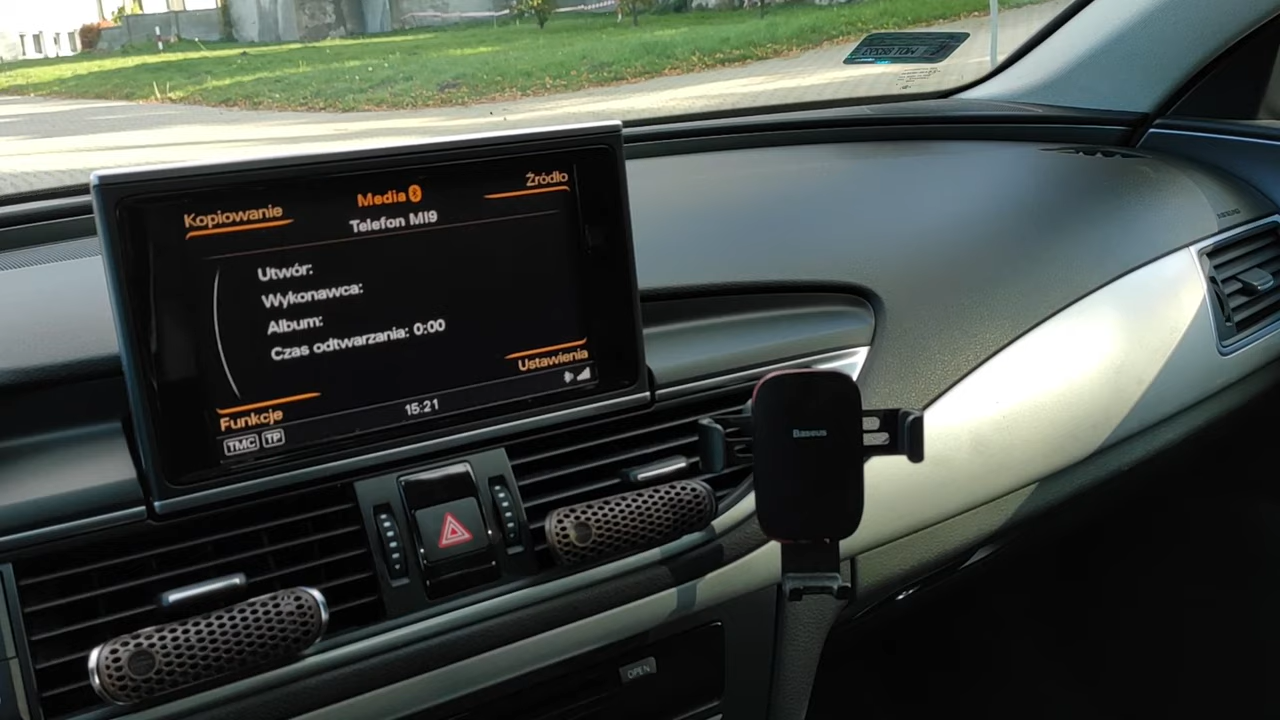 Kopiowanie
Media
Źródło
Telefon MI9
Utwór:
Wykonawca:
Album:
Czas odtwarzania: 0:00
Ustawienia
Funkcje
15:21
TMC TP
Baseus
OPEN